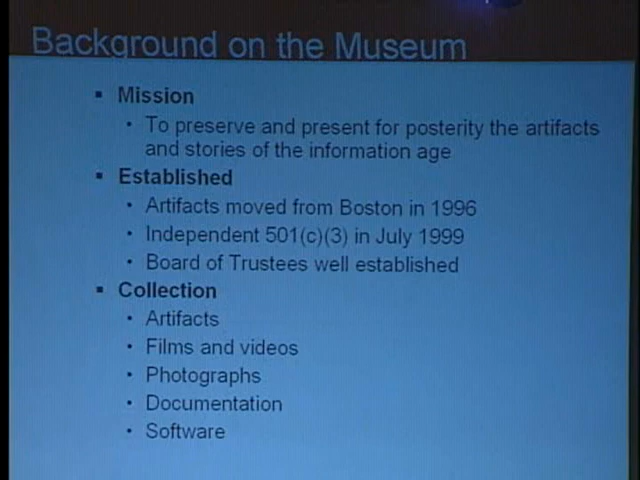 Background on the Museum
▪ Mission
• To preserve and present for posterity the artifacts
and stories of the information age
▪ Established
• Artifacts moved from Boston in 1996
• Independent 501(c)(3) in July 1999
• Board of Trustees well established
▪ Collection
• Artifacts
• Films and videos
• Photographs
• Documentation
• Software